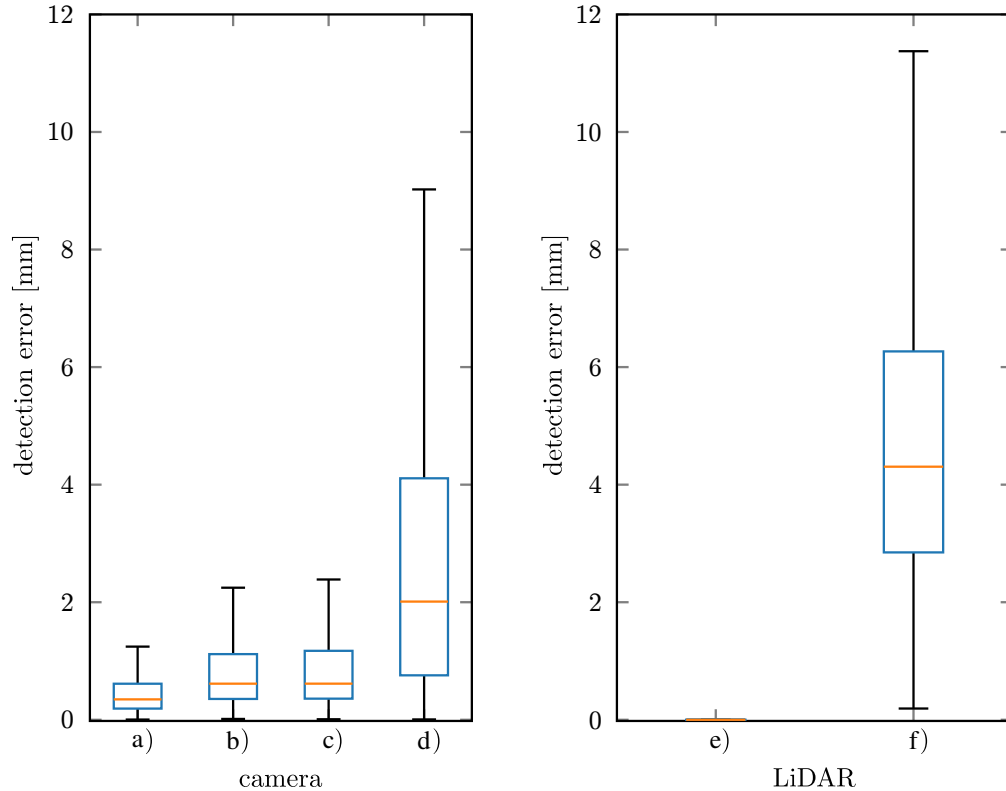 12
10
8
6
4
2
0
detection error [mm]
a) b) c) d)
camera
12
10
8
6
4
2
0
detection error [mm]
e) f)
LiDAR